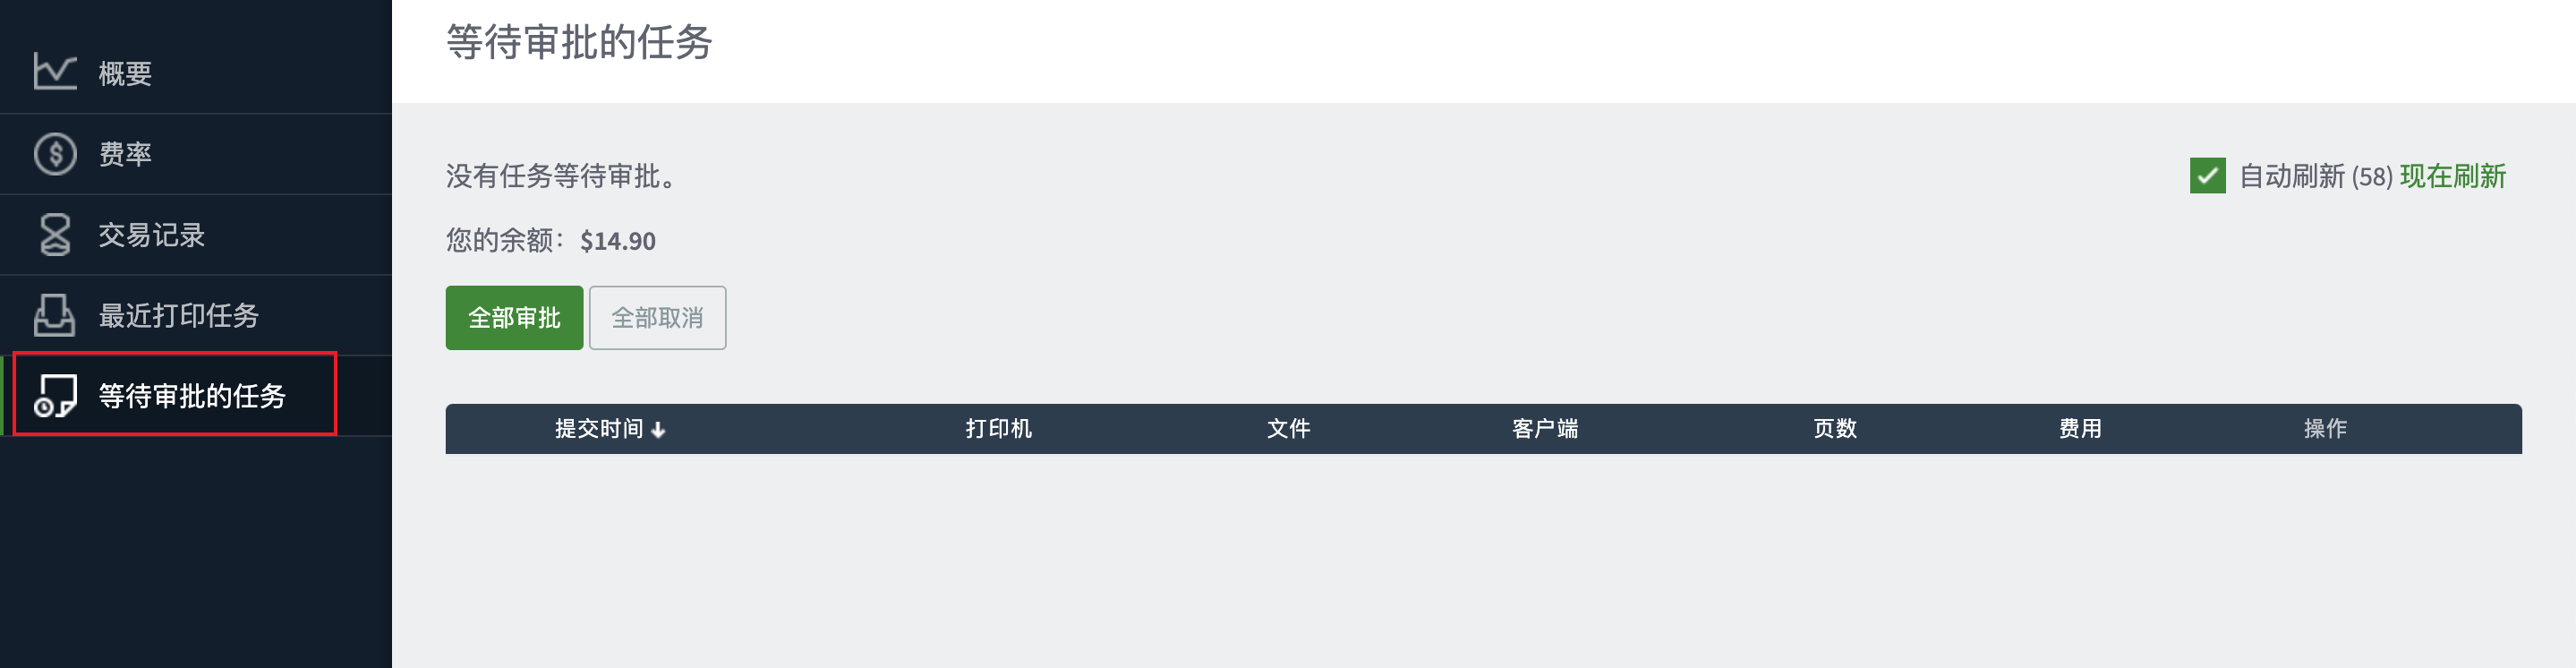 概要
费率
交易记录
最近打印任务
等待审批的任务
等待审批的任务
没有任务等待审批。
自动刷新 (58) 现在刷新
您的余额： $14.90
全部审批 全部取消
提交时间 打印机 文件 客户端 页数 费用 操作